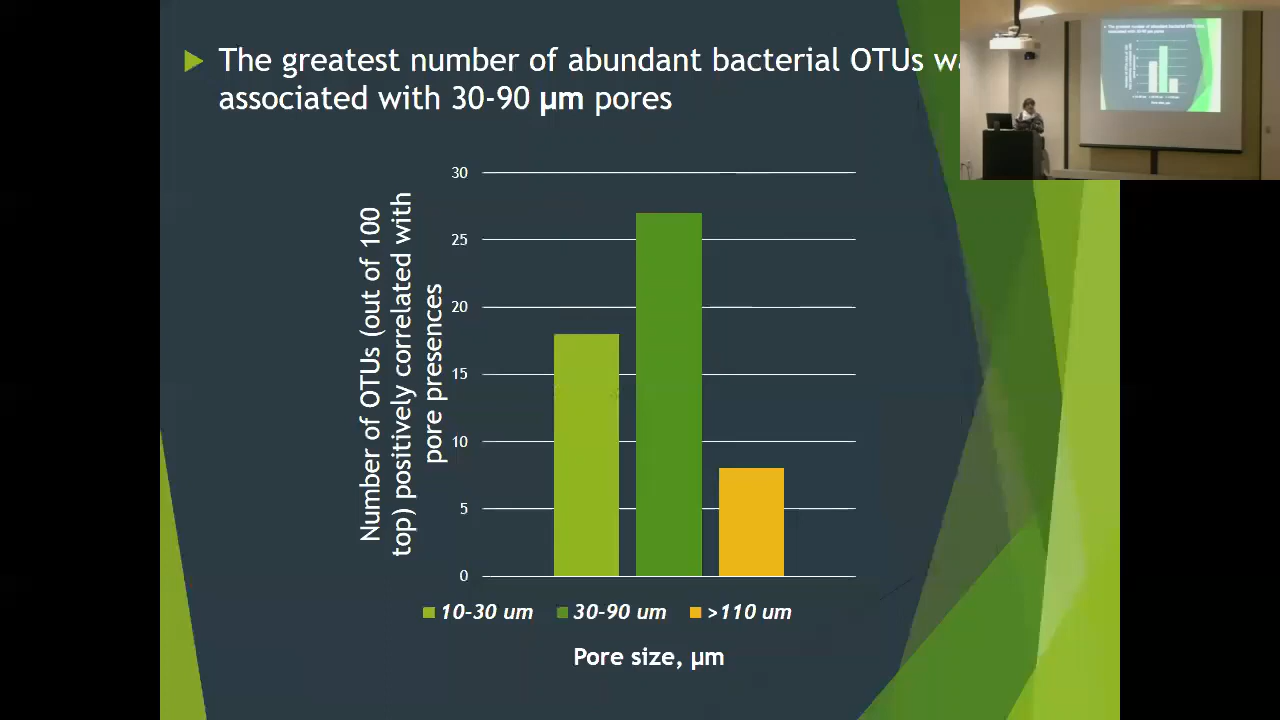 The greatest number of abundant bacterial OTUs
associated with 30-90 µm pores
Number of OTUs (out of 100
top) positively correlated with
pore presences
30
25
20
15
10
5
0
10-30 um 30-90 um >110 um
Pore size, µm